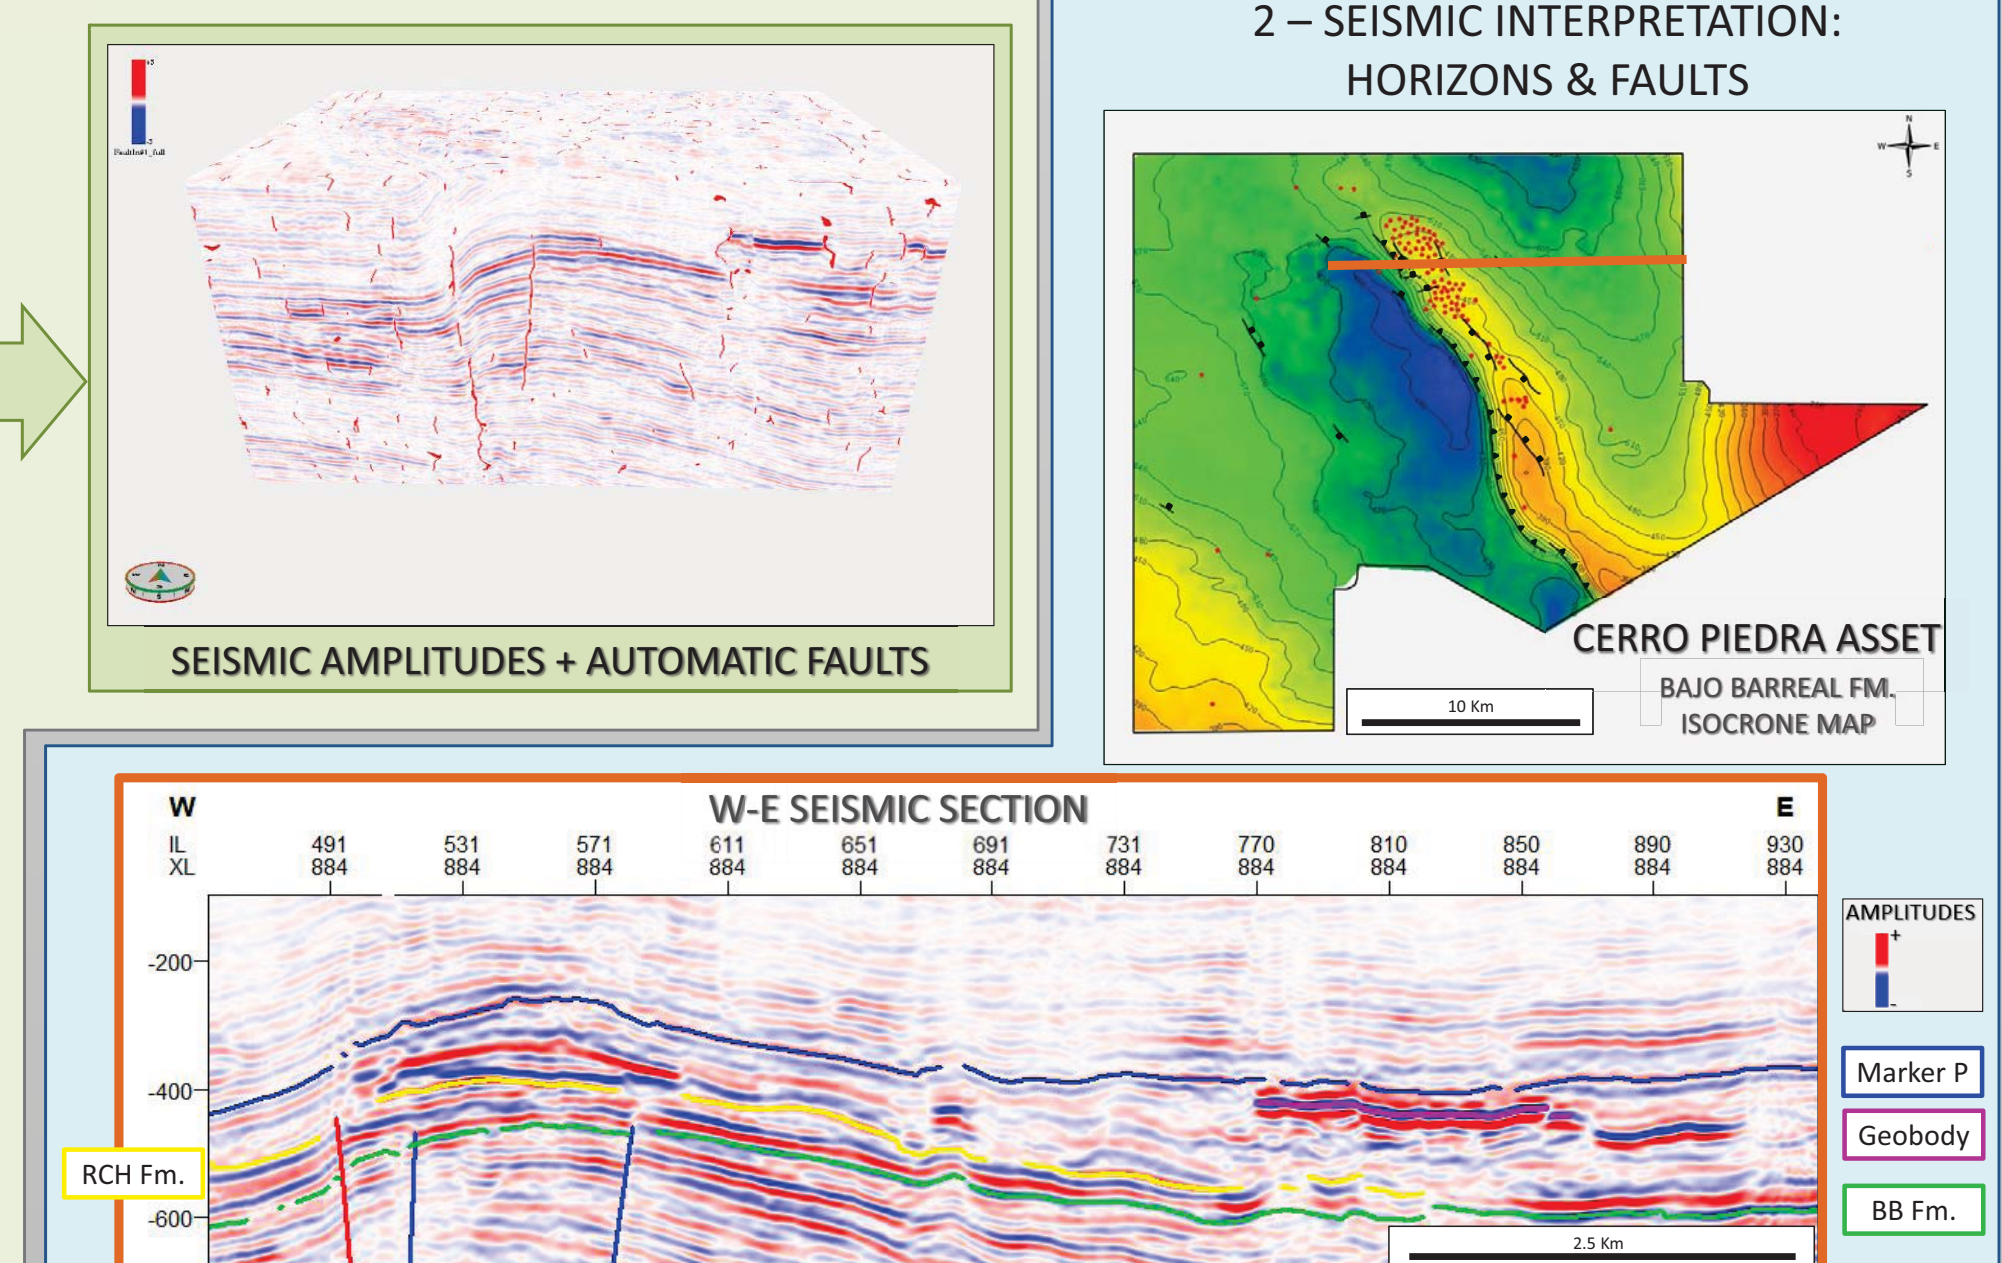 2 – SEISMIC INTERPRETATION:
HORIZONS & FAULTS
+3
-3
N
W E
S
SEISMIC AMPLITUDES + AUTOMATIC FAULTS
CERRO PIEDRA ASSET
BAJO BARREAL FM.
ISOCRONE MAP
10 Km
W-E SEISMIC SECTION
W E
IL 491 531 571 611 651 691 731 770 810 850 890 930
XL 884 884 884 884 884 884 884 884 884 884 884 884
-200
-400
-600
RCH Fm.
AMPLITUDES
+
-
Marker P
Geobody
BB Fm.
2.5 Km